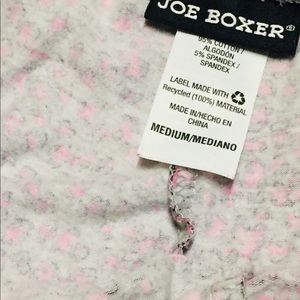 JOE BOXER®
95% COTTON/
ALGODÓN
5% SPANDEX/
SPANDEX
LABEL MADE WITH
Recycled (100%) MATERIAL
MADE IN/HECHO EN
CHINA
MEDIUM/MEDIANO